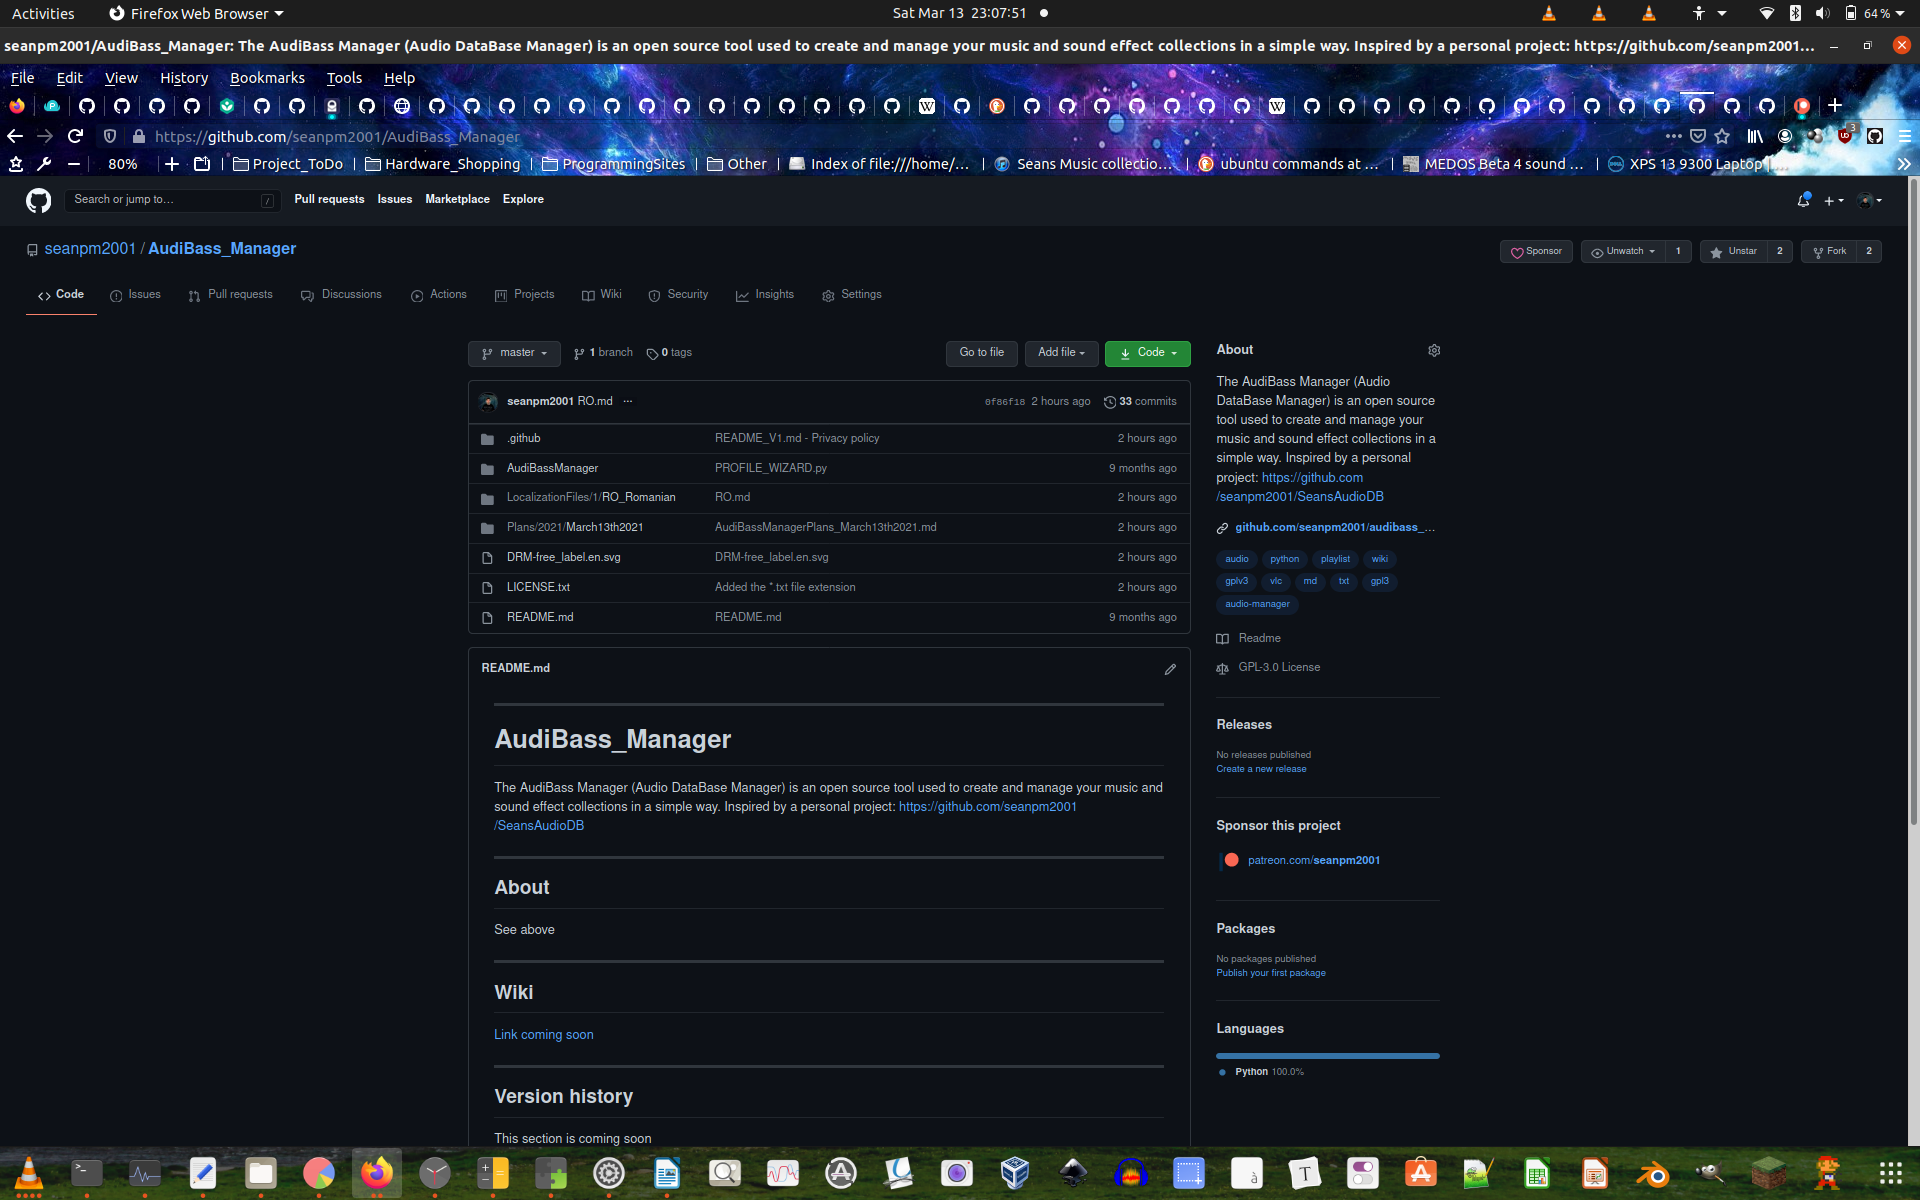 Activities Firefox Web Browser Sat Mar 13 23:07:51 64 %
seanpm2001/AudiBass_Manager: The AudiBass Manager (Audio DataBase Manager) is an open source tool used to create and manage your music and sound effect collections in a simple way. Inspired by a personal project: https://github.com/seanpm2001...
File Edit View History Bookmarks Tools Help
https://github.com/seanpm2001/AudiBass_Manager 3
80% Project_ToDo Hardware_Shopping ProgrammingSites Other Index of file:///home/... Seans Music collectio... ubuntu commands at ... MEDOS Beta 4 sound ... XPS 13 9300 Laptop
Search or jump to... / Pull requests Issues Marketplace Explore
seanpm2001 / AudiBass_Manager Sponsor Unwatch 1 Unstar 2 Fork 2
Code Issues Pull requests Discussions Actions Projects Wiki Security Insights Settings
master 1 branch 0 tags Go to file Add file Code
seanpm2001 RO.md ... 0f86f18 2 hours ago 33 commits
.github README_V1.md - Privacy policy 2 hours ago
AudiBassManager PROFILE_WIZARD.py 9 months ago
LocalizationFiles/1/RO_Romanian RO.md 2 hours ago
Plans/2021/March13th2021 AudiBassManagerPlans_March13th2021.md 2 hours ago
DRM-free_label.en.svg DRM-free_label.en.svg 2 hours ago
LICENSE.txt Added the *.txt file extension 2 hours ago
README.md README.md 9 months ago
README.md
AudiBass_Manager
The AudiBass Manager (Audio DataBase Manager) is an open source tool used to create and manage your music and
sound effect collections in a simple way. Inspired by a personal project: https://github.com/seanpm2001
/SeansAudioDB
About
See above
Wiki
Link coming soon
Version history
This section is coming soon
About
The AudiBass Manager (Audio
DataBase Manager) is an open source
tool used to create and manage your
music and sound effect collections in a
simple way. Inspired by a personal
project: https://github.com
/seanpm2001/SeansAudioDB
github.com/seanpm2001/audibass_...
audio python playlist wiki
gplv3 vlc md txt gpl3
audio-manager
Readme
GPL-3.0 License
Releases
No releases published
Create a new release
Sponsor this project
patreon.com/seanpm2001
Packages
No packages published
Publish your first package
Languages
Python 100.0%